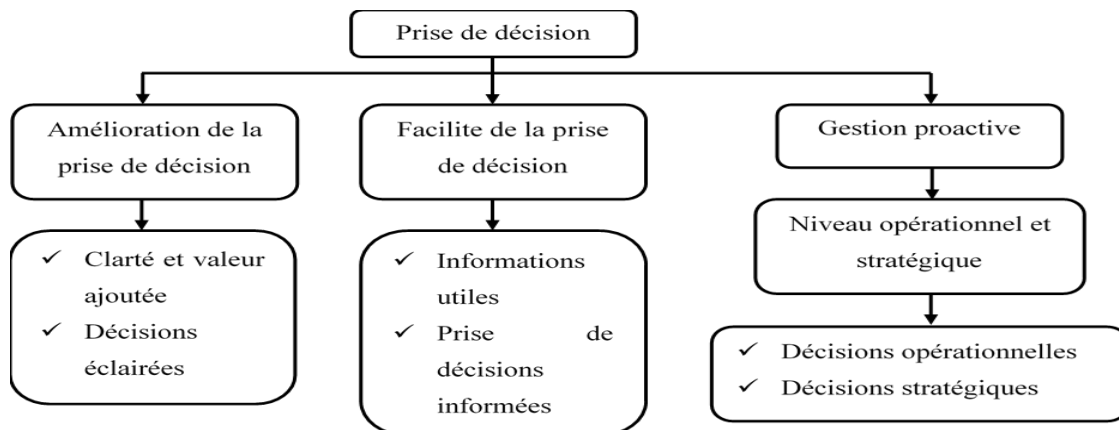 Prise de décision
Amélioration de la
prise de décision
Facilite de la prise
de décision
Gestion proactive
Niveau opérationnel et
stratégique
✓ Clarté et valeur
ajoutée
✓ Décisions
éclairées
✓ Informations
utiles
✓ Prise de
décisions
informées
✓ Décisions opérationnelles
✓ Décisions stratégiques